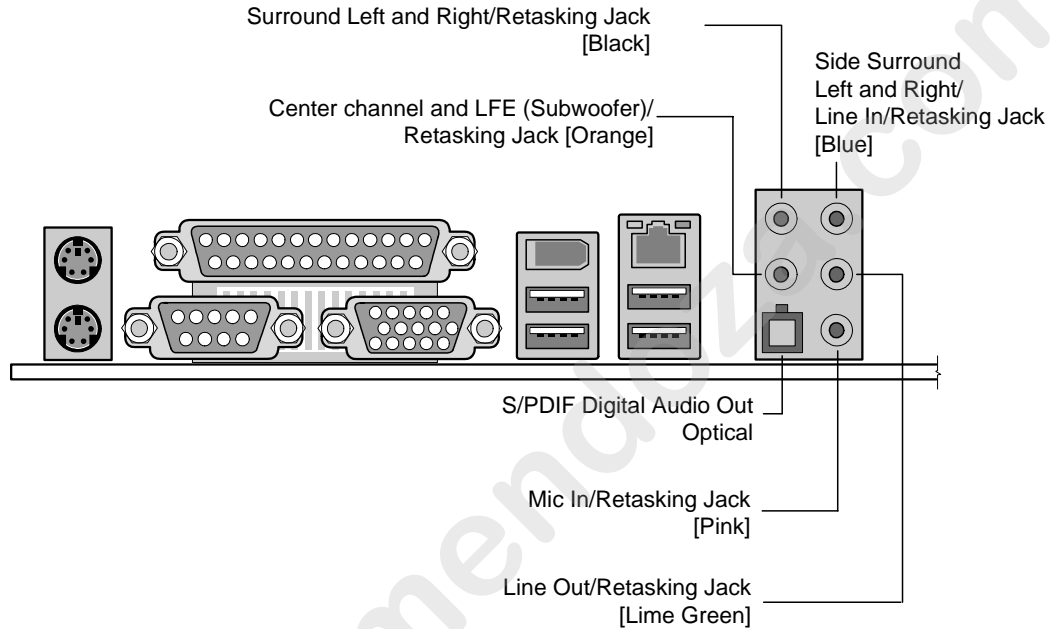 Surround Left and Right/Retasking Jack
[Black]
Side Surround
Left and Right/
Line In/Retasking Jack
[Blue]
Center channel and LFE (Subwoofer)/
Retasking Jack [Orange]
S/PDIF Digital Audio Out
Optical
Mic In/Retasking Jack
[Pink]
Line Out/Retasking Jack
[Lime Green]
mendoza.com